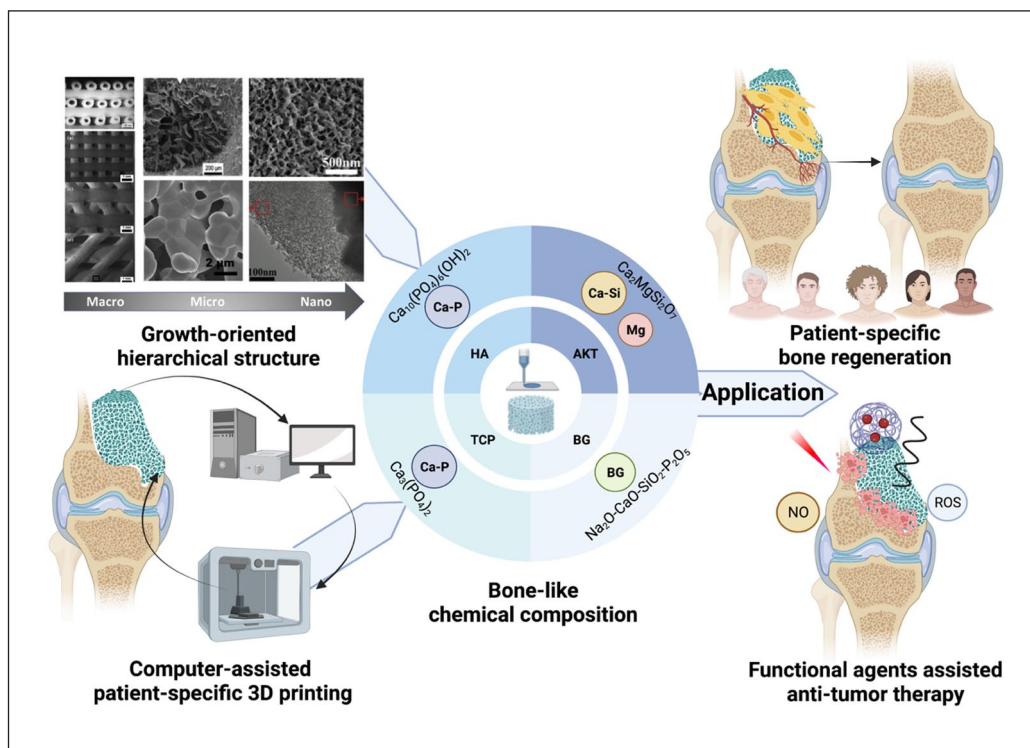 200 µm
500nm
2 µm
100nm
Macro
Micro
Nano
Growth-oriented
hierarchical structure
Computer-assisted
patient-specific 3D printing
Ca₁₀(PO₄)₆(OH)₂
Ca-P
HA
Ca₂MgSi₂O₇
Ca-Si
Mg
AKT
TCP
Ca-P
Ca₃(PO₄)₂
BG
BG
Na₂O-CaO-SiO₂-P₂O₅
Bone-like
chemical composition
Application
Patient-specific
bone regeneration
NO
ROS
Functional agents assisted
anti-tumor therapy